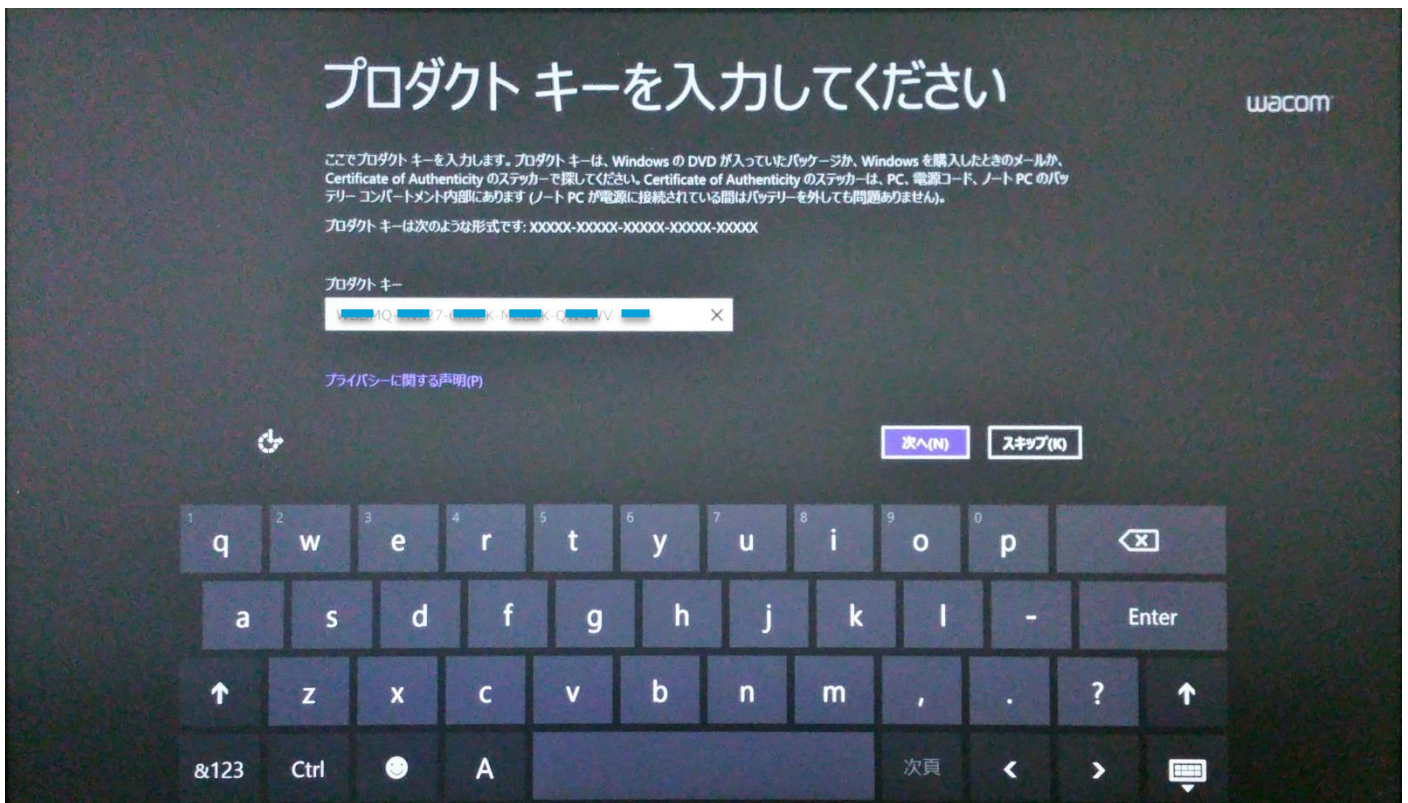 プロダクト キーを入力してください
wacom
ここでプロダクト キーを入力します。プロダクト キーは、Windows の DVD が入っていたパッケージか、Windows を購入したときのメールか、
Certificate of Authenticity のステッカーで探してください。Certificate of Authenticity のステッカーは、PC、電源コード、ノート PC のバッ
テリー コンパートメント内部にあります (ノート PC が電源に接続されている間はバッテリーを外しても問題ありません)。
プロダクト キーは次のような形式です: XXXXX-XXXXX-XXXXX-XXXXX-XXXXX
プロダクト キー
プライバシーに関する声明(P)
次へ(N) スキップ(K)
1 q 2 w 3 e 4 r 5 t 6 y 7 u 8 i 9 o 0 p
a s d f g h j k l - Enter
z x c v b n m , . ?
&123 Ctrl A 次頁 < >